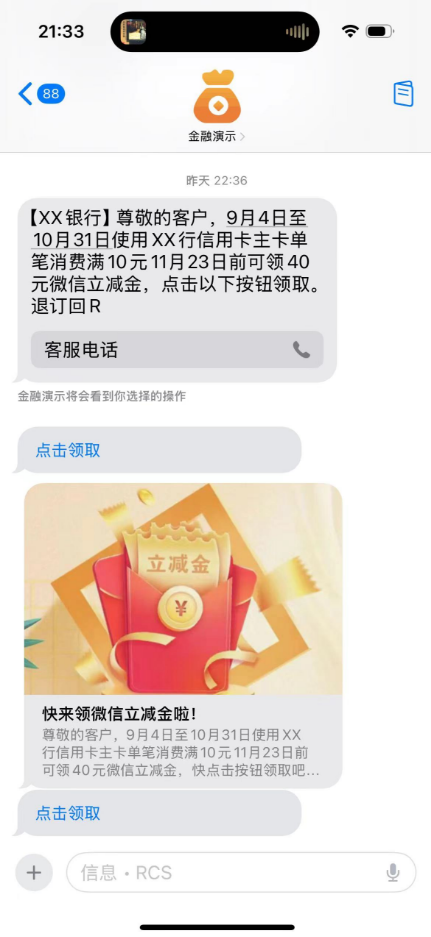 21:33
88
金融演示
昨天 22:36
【XX银行】尊敬的客户，9月4日至
10月31日使用XX行信用卡主卡单
笔消费满10元11月23日前可领40
元微信立减金，点击以下按钮领取。
退订回R
客服电话
金融演示将会看到你选择的操作
点击领取
立减金
¥
快来领微信立减金啦！
尊敬的客户，9月4日至10月31日使用XX
行信用卡主卡单笔消费满10元11月23日前
可领40元微信立减金，快点击按钮领取吧...
点击领取
信息·RCS